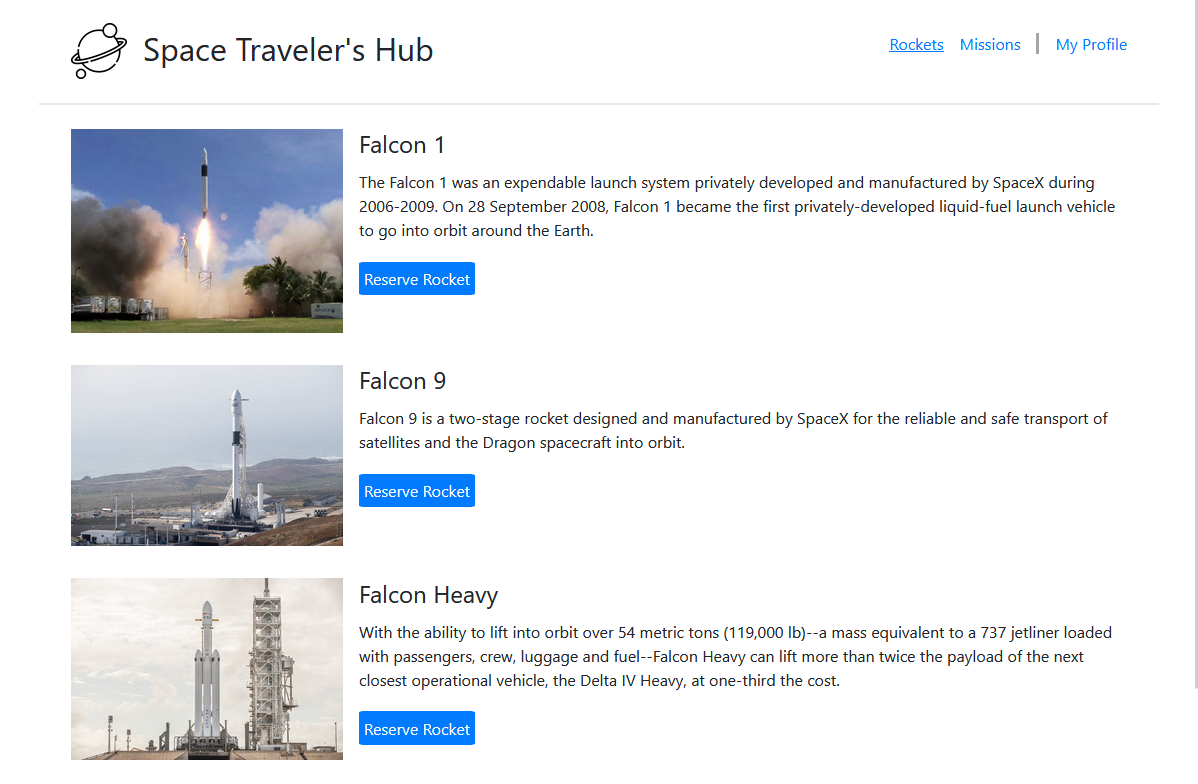 Space Traveler's Hub
Rockets Missions My Profile
Falcon 1
The Falcon 1 was an expendable launch system privately developed and manufactured by SpaceX during
2006-2009. On 28 September 2008, Falcon 1 became the first privately-developed liquid-fuel launch vehicle
to go into orbit around the Earth.
Reserve Rocket
Falcon 9
Falcon 9 is a two-stage rocket designed and manufactured by SpaceX for the reliable and safe transport of
satellites and the Dragon spacecraft into orbit.
Reserve Rocket
Falcon Heavy
With the ability to lift into orbit over 54 metric tons (119,000 lb)--a mass equivalent to a 737 jetliner loaded
with passengers, crew, luggage and fuel--Falcon Heavy can lift more than twice the payload of the next
closest operational vehicle, the Delta IV Heavy, at one-third the cost.
Reserve Rocket